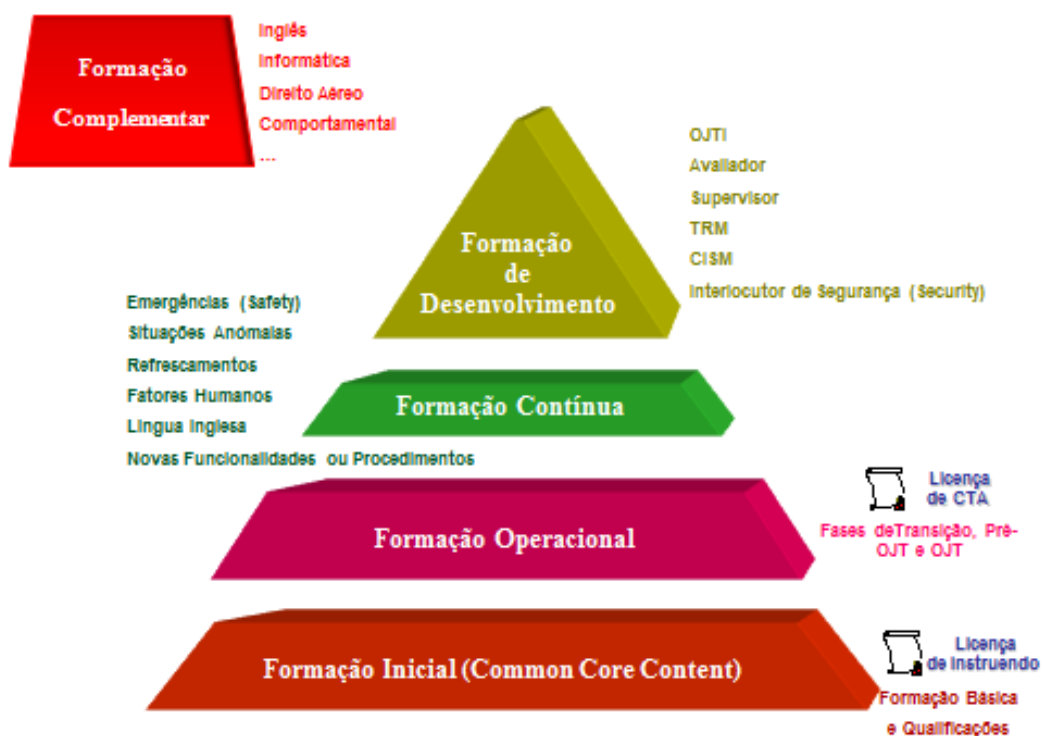 Formação
Complementar
Inglês
Informática
Direito Aéreo
Comportamental
...
Formação
de
Desenvolvimento
OJTI
Avaliador
Supervisor
TRM
CISM
Interlocutor de Segurança (Security)
Emergências (Safety)
Situações Anómalas
Refrescamentos
Fatores Humanos
Língua Inglesa
Novas Funcionalidades ou Procedimentos
Formação Contínua
Formação Operacional
Licença
de CTA
Fases deTransição, Pré-
OJT e OJT
Formação Inicial (Common Core Content)
Licença
de Instruendo
Formação Básica
e Qualificações